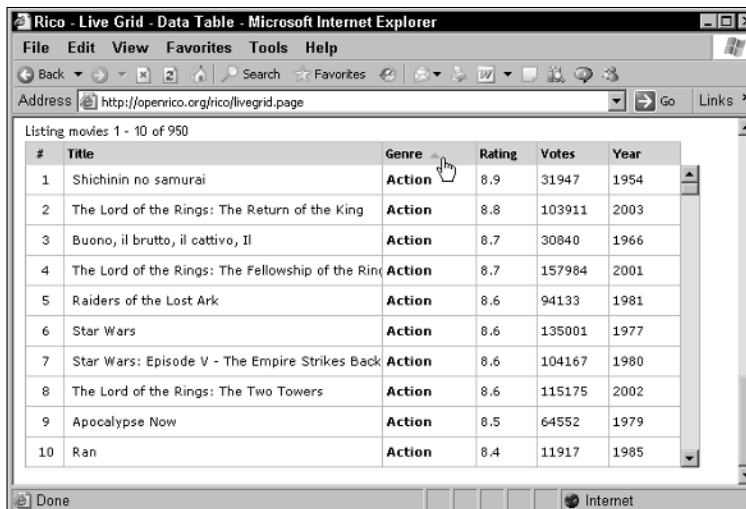 Rico - Live Grid - Data Table - Microsoft Internet Explorer
File Edit View Favorites Tools Help
Back Search Favorites
Address http://openrico.org/rico/livegrid.page Go Links
Listing movies 1 - 10 of 950
# Title Genre Rating Votes Year
1 Shichinin no samurai Action 8.9 31947 1954
2 The Lord of the Rings: The Return of the King Action 8.8 103911 2003
3 Buono, il brutto, il cattivo, Il Action 8.7 30840 1966
4 The Lord of the Rings: The Fellowship of the Rin Action 8.7 157984 2001
5 Raiders of the Lost Ark Action 8.6 94133 1981
6 Star Wars Action 8.6 135001 1977
7 Star Wars: Episode V - The Empire Strikes Back Action 8.6 104167 1980
8 The Lord of the Rings: The Two Towers Action 8.6 115175 2002
9 Apocalypse Now Action 8.5 64552 1979
10 Ran Action 8.4 11917 1985
Done Internet